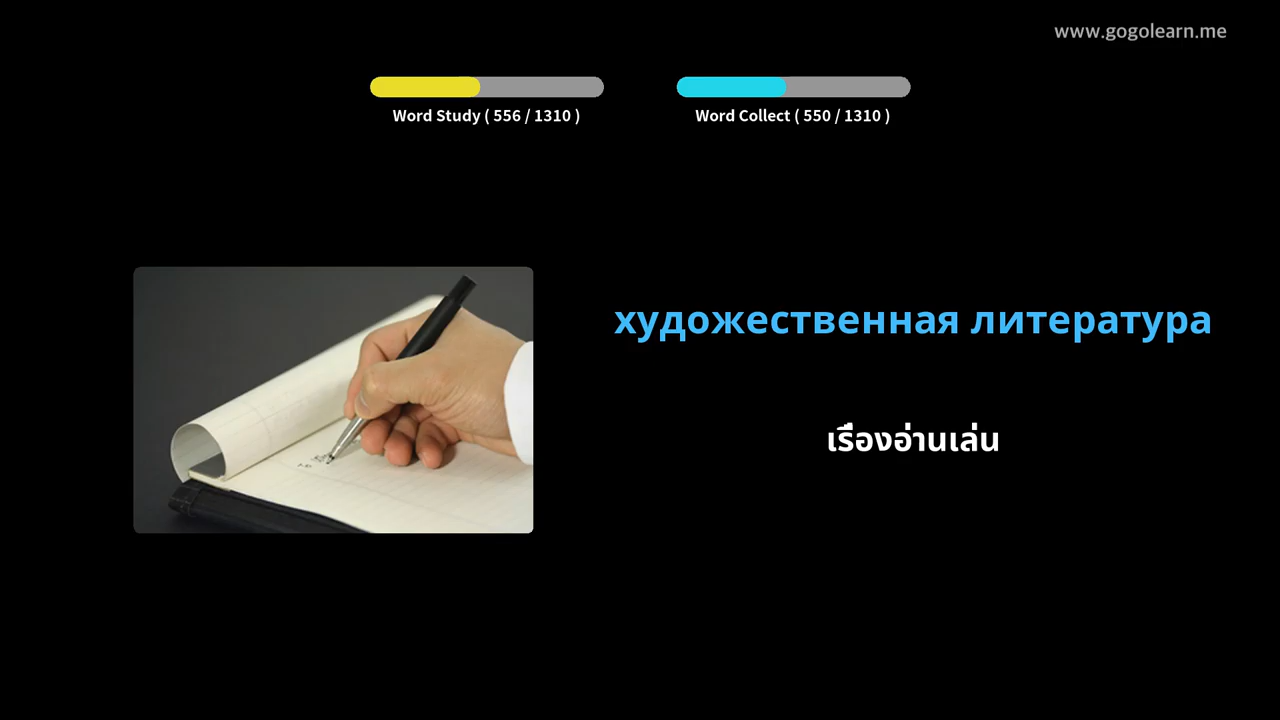 www.gogolearn.me
Word Study ( 556 / 1310 )
Word Collect ( 550 / 1310 )
художественная литература
เรื่องอ่านเล่น